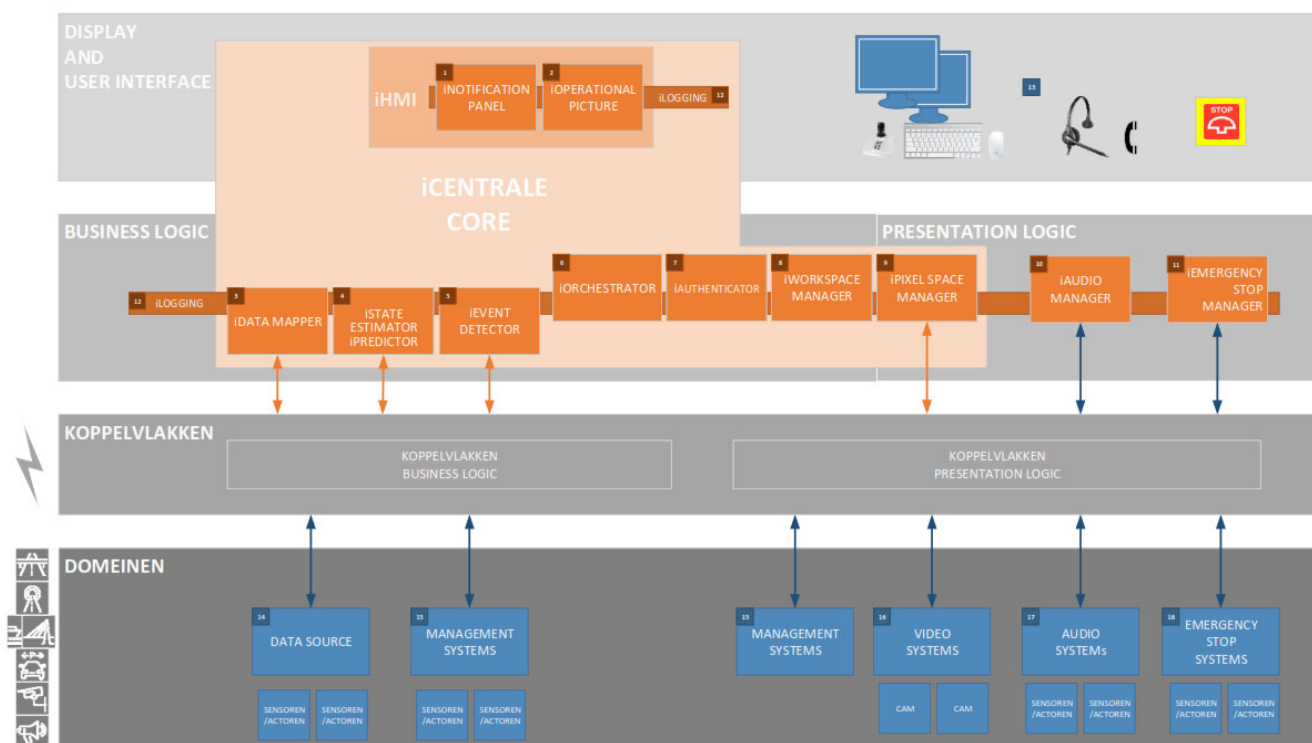 DISPLAY
AND
USER INTERFACE
iHMI
1
iNOTIFICATION
PANEL
2
iOPERATIONAL
PICTURE
iLOGGING 12
13
STOP
iCENTRALE
CORE
BUSINESS LOGIC
PRESENTATION LOGIC
12 iLOGGING
3
iDATA MAPPER
4
iSTATE
ESTIMATOR
iPREDICTOR
5
iEVENT
DETECTOR
6
iORCHESTRATOR
7
iAUTHENTICATOR
8
iWORKSPACE
MANAGER
9
iPIXEL SPACE
MANAGER
10
iAUDIO
MANAGER
11
iEMERGENCY
STOP
MANAGER
KOPPELVLAKKEN
KOPPELVLAKKEN
BUSINESS LOGIC
KOPPELVLAKKEN
PRESENTATION LOGIC
DOMEINEN
14
DATA SOURCE
15
MANAGEMENT
SYSTEMS
15
MANAGEMENT
SYSTEMS
16
VIDEO
SYSTEMS
17
AUDIO
SYSTEMs
18
EMERGENCY
STOP
SYSTEMS
SENSOREN
/ACTOREN
SENSOREN
/ACTOREN
SENSOREN
/ACTOREN
SENSOREN
/ACTOREN
CAM
CAM
SENSOREN
/ACTOREN
SENSOREN
/ACTOREN
SENSOREN
/ACTOREN
SENSOREN
/ACTOREN
P